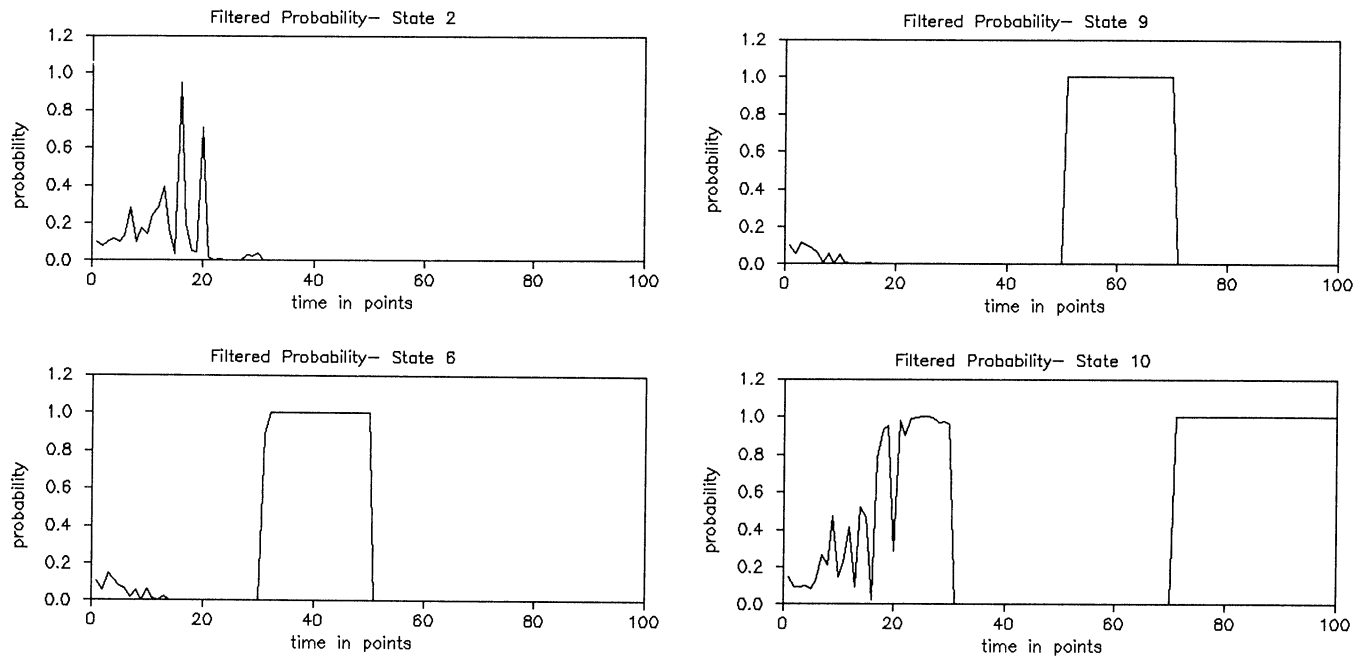 Filtered Probability— State 2
1.2
1.0
0.8
0.6
0.4
0.2
0.0
probability
0 20 40 60 80 100
time in points
Filtered Probability— State 9
1.2
1.0
0.8
0.6
0.4
0.2
0.0
probability
0 20 40 60 80 100
time in points
Filtered Probability— State 6
1.2
1.0
0.8
0.6
0.4
0.2
0.0
probability
0 20 40 60 80 100
time in points
Filtered Probability— State 10
1.2
1.0
0.8
0.6
0.4
0.2
0.0
probability
0 20 40 60 80 100
time in points